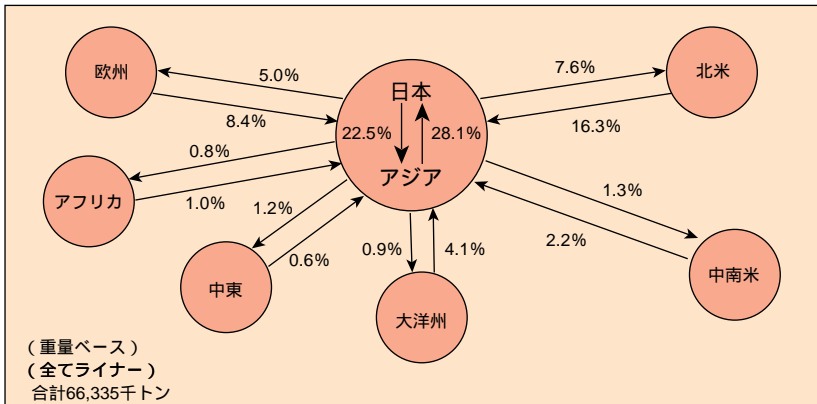 欧州
5.0%
8.4%
日本
22.5%
28.1%
アジア
7.6%
16.3%
北米
アフリカ
0.8%
1.0%
1.2%
0.6%
中東
0.9%
4.1%
大洋州
1.3%
2.2%
中南米
(重量ベース)
(全てライナー)
合計66,335千トン